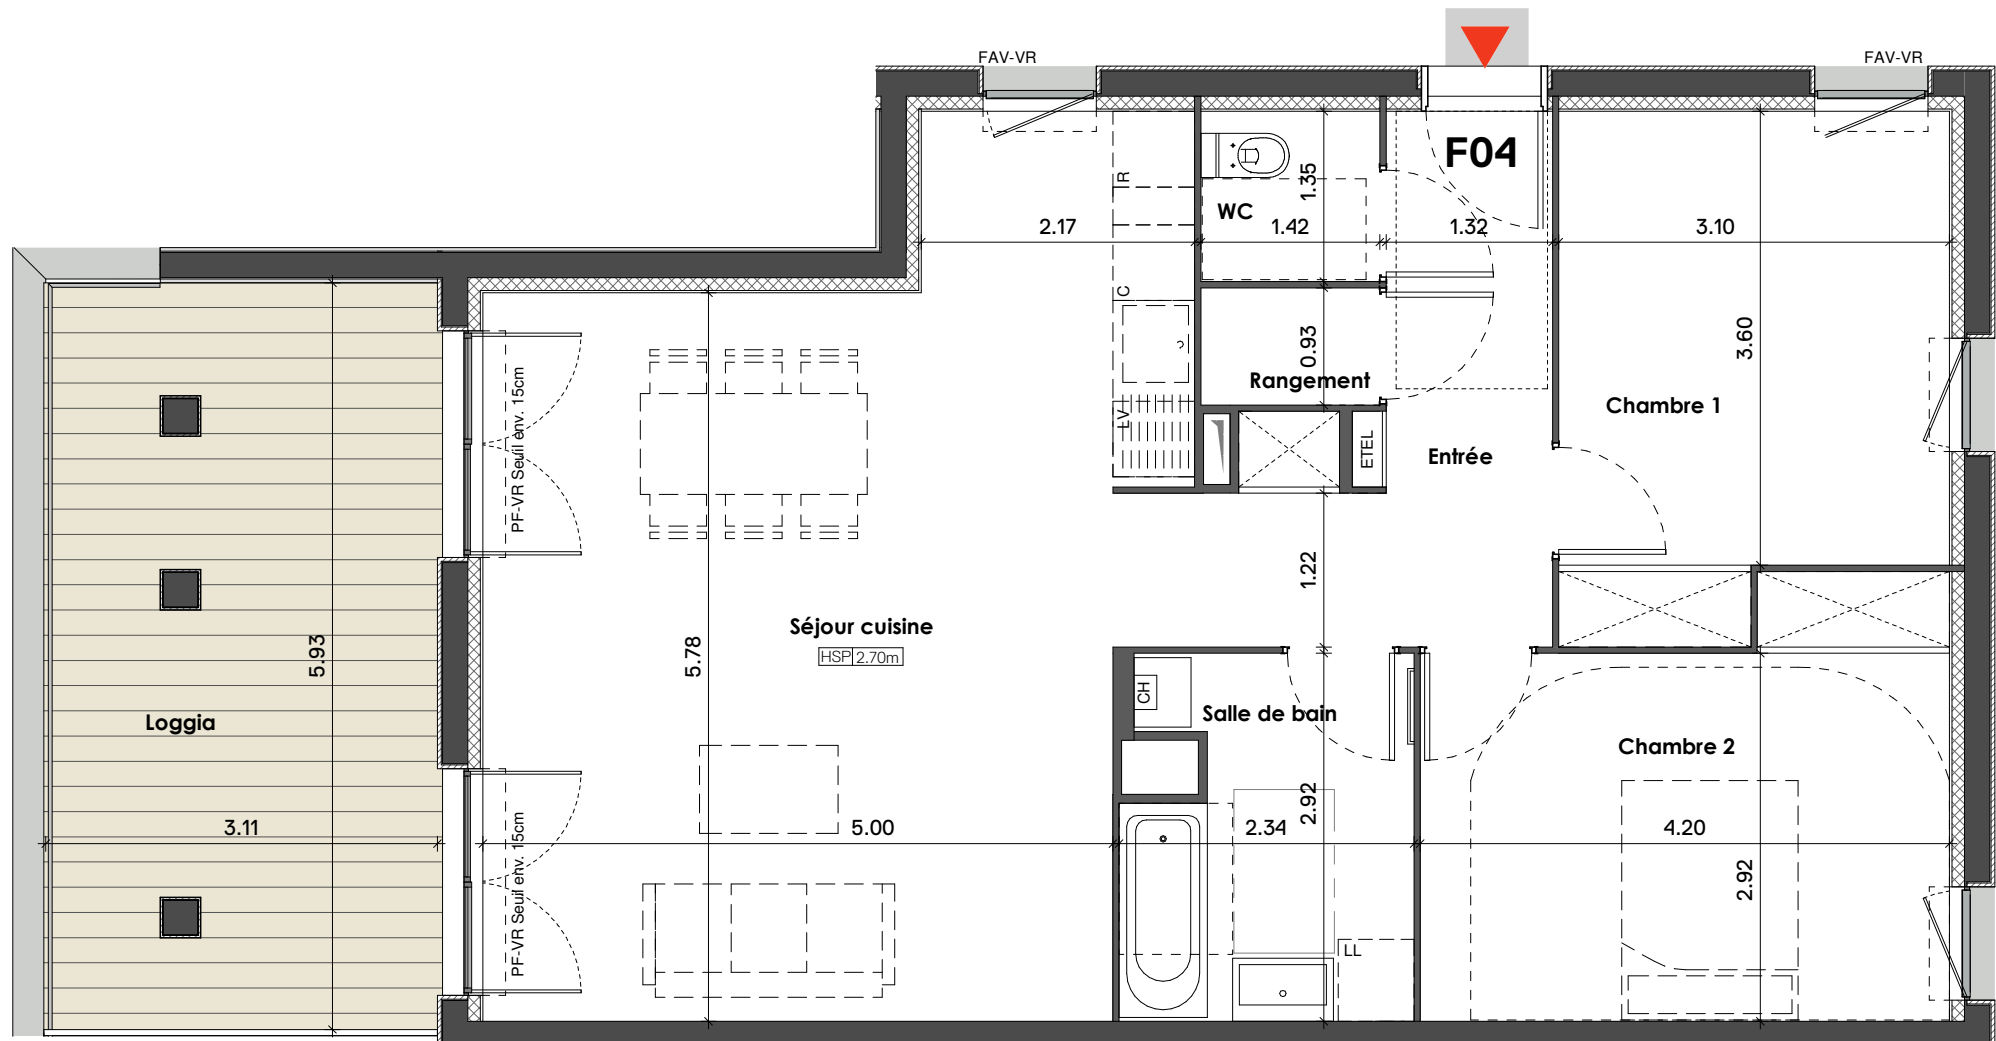 FAV-VR
FAV-VR
F04
R
1.35
WC
2.17
1.42
1.32
3.10
C
0.93
3.60
Rangement
PF-VR Seuil env. 15cm
LV
ETEL
Entrée
Chambre 1
1.22
Séjour cuisine
HSP 2.70m
5.93
5.78
CH
Salle de bain
Loggia
Chambre 2
3.11
5.00
2.92
2.34
4.20
PF-VR Seuil env. 15cm
2.92
LL